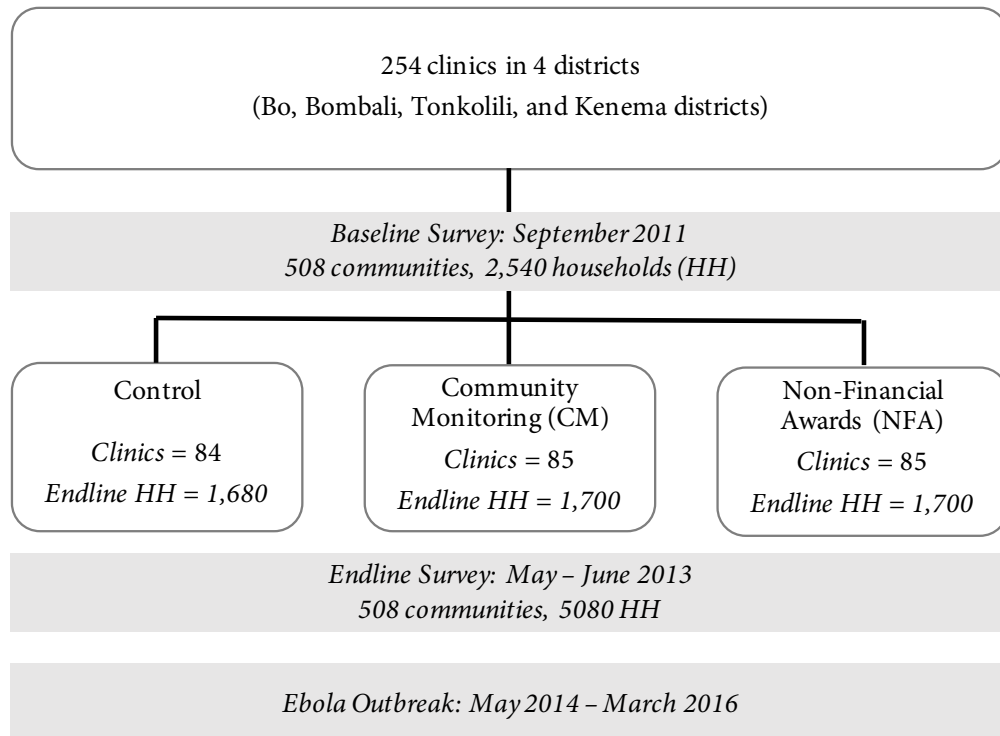 254 clinics in 4 districts
(Bo, Bombali, Tonkolili, and Kenema districts)
Baseline Survey: September 2011
508 communities, 2,540 households (HH)
Control
Clinics = 84
Endline HH = 1,680
Community
Monitoring (CM)
Clinics = 85
Endline HH = 1,700
Non-Financial
Awards (NFA)
Clinics = 85
Endline HH = 1,700
Endline Survey: May – June 2013
508 communities, 5080 HH
Ebola Outbreak: May 2014 – March 2016